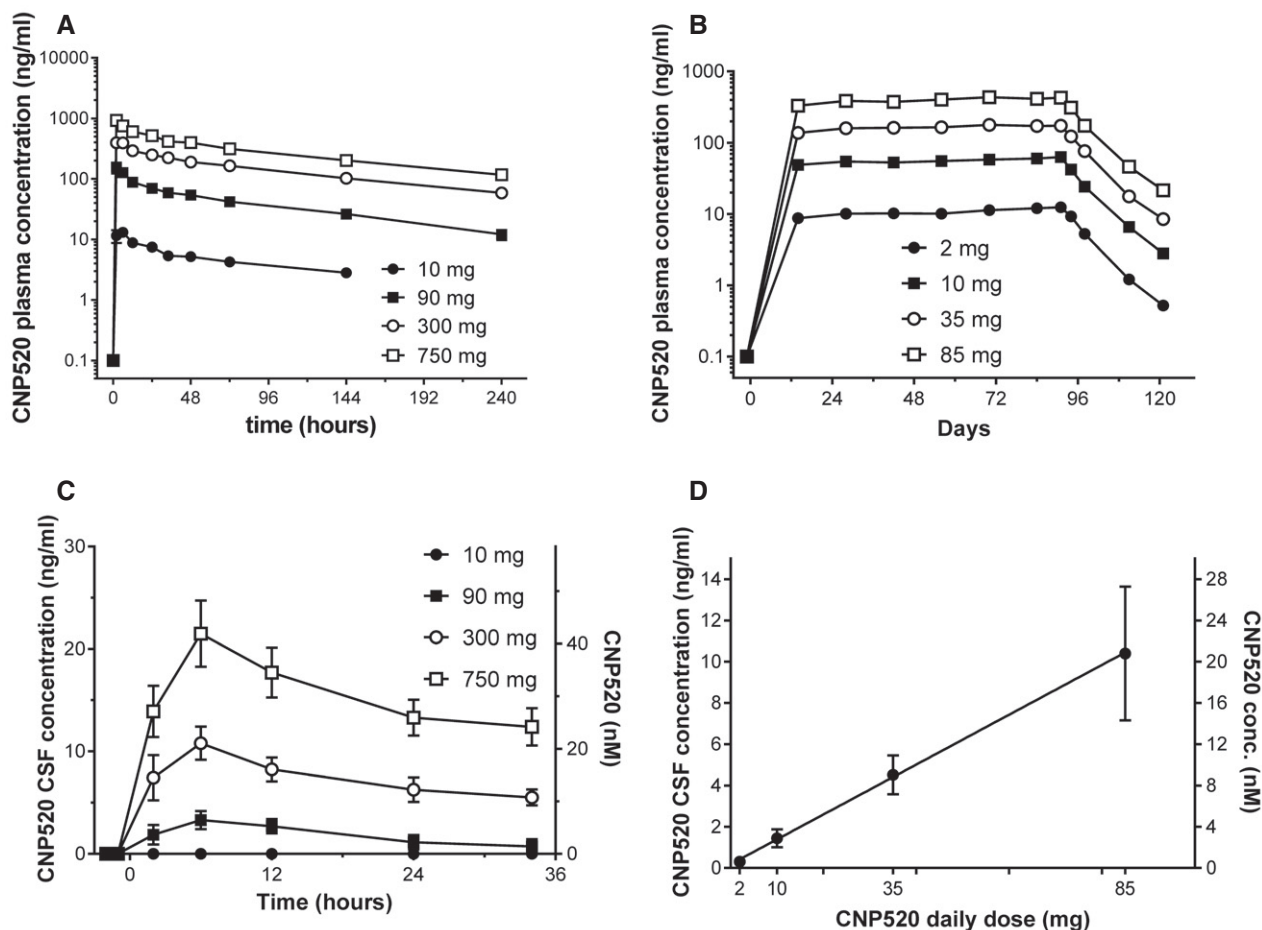 A
CNP520 plasma concentration (ng/ml)
10000
1000
100
10
1
0.1
10 mg
90 mg
300 mg
750 mg
0 48 96 144 192 240
time (hours)
B
CNP520 plasma concentration (ng/ml)
1000
100
10
1
0.1
2 mg
10 mg
35 mg
85 mg
0 24 48 72 96 120
Days
C
CNP520 CSF concentration (ng/ml)
30
20
10
0
10 mg
90 mg
300 mg
750 mg
40
20
0
CNP520 (nM)
0 12 24 36
Time (hours)
D
CNP520 CSF concentration (ng/ml)
14
12
10
8
6
4
2
0
28
24
20
16
12
8
4
0
CNP520 conc. (nM)
2 10 35 85
CNP520 daily dose (mg)